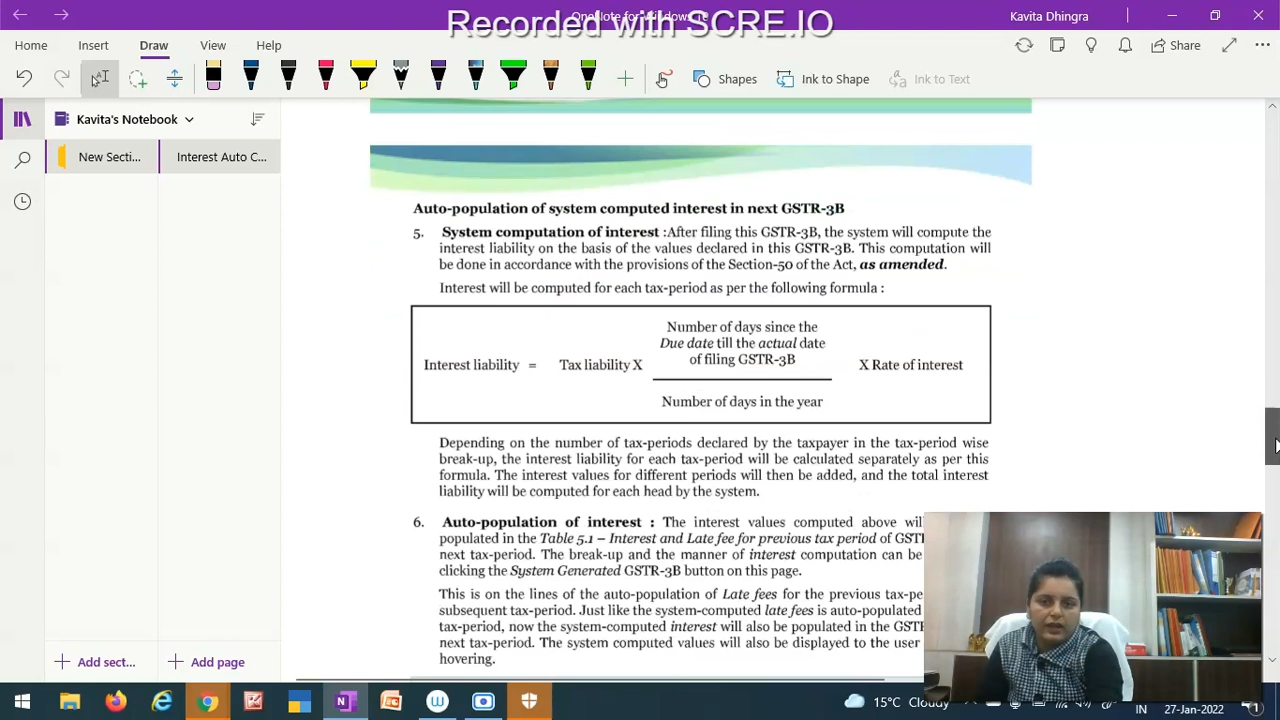 OneNote for Windows 10
Recorded with SCRE.IO
Kavita Dhingra
Home Insert Draw View Help
Share
Shapes Ink to Shape Ink to Text
Kavita's Notebook
New Secti... Interest Auto C...
Auto-population of system computed interest in next GSTR-3B
5. System computation of interest :After filing this GSTR-3B, the system will compute the
interest liability on the basis of the values declared in this GSTR-3B. This computation will
be done in accordance with the provisions of the Section-50 of the Act, as amended.
Interest will be computed for each tax-period as per the following formula :
Number of days since the
Due date till the actual date
of filing GSTR-3B
Interest liability = Tax liability X
X Rate of interest
Number of days in the year
Depending on the number of tax-periods declared by the taxpayer in the tax-period wise
break-up, the interest liability for each tax-period will be calculated separately as per this
formula. The interest values for different periods will then be added, and the total interest
liability will be computed for each head by the system.
6. Auto-population of interest : The interest values computed above wil
populated in the Table 5.1 – Interest and Late fee for previous tax period of GST
next tax-period. The break-up and the manner of interest computation can be
clicking the System Generated GSTR-3B button on this page.
This is on the lines of the auto-population of Late fees for the previous tax-pe
subsequent tax-period. Just like the system-computed late fees is auto-populated
tax-period, now the system-computed interest will also be populated in the GST
next tax-period. The system computed values will also be displayed to the user
hovering.
Add sect... Add page
15°C Cloudy
IN
27-Jan-2022